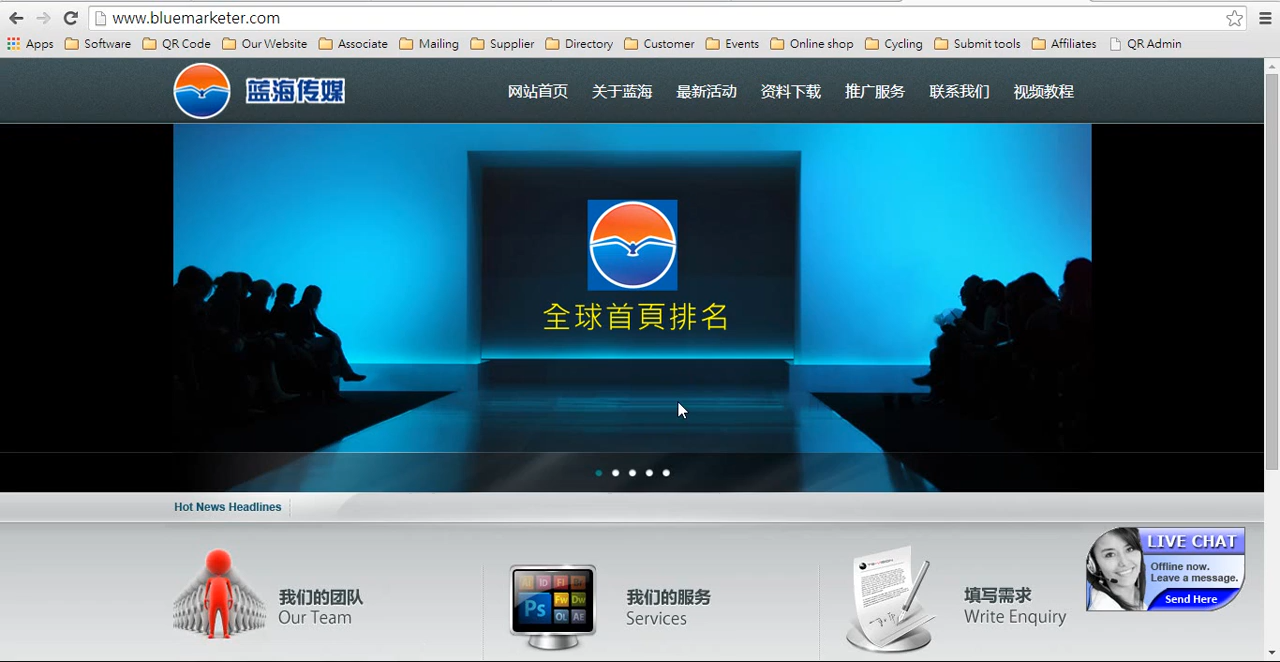 www.bluemarketer.com
Apps Software QR Code Our Website Associate Mailing Supplier Directory Customer Events Online shop Cycling Submit tools Affiliates QR Admin
蓝海传媒 网站首页 关于蓝海 最新活动 资料下载 推广服务 联系我们 视频教程
全球首頁排名
Hot News Headlines
LIVE CHAT
Offline now.
Leave a message.
Send Here
我们的团队
Our Team
Ps
Fw
Dw
我们的服务
Services
填写需求
Write Enquiry